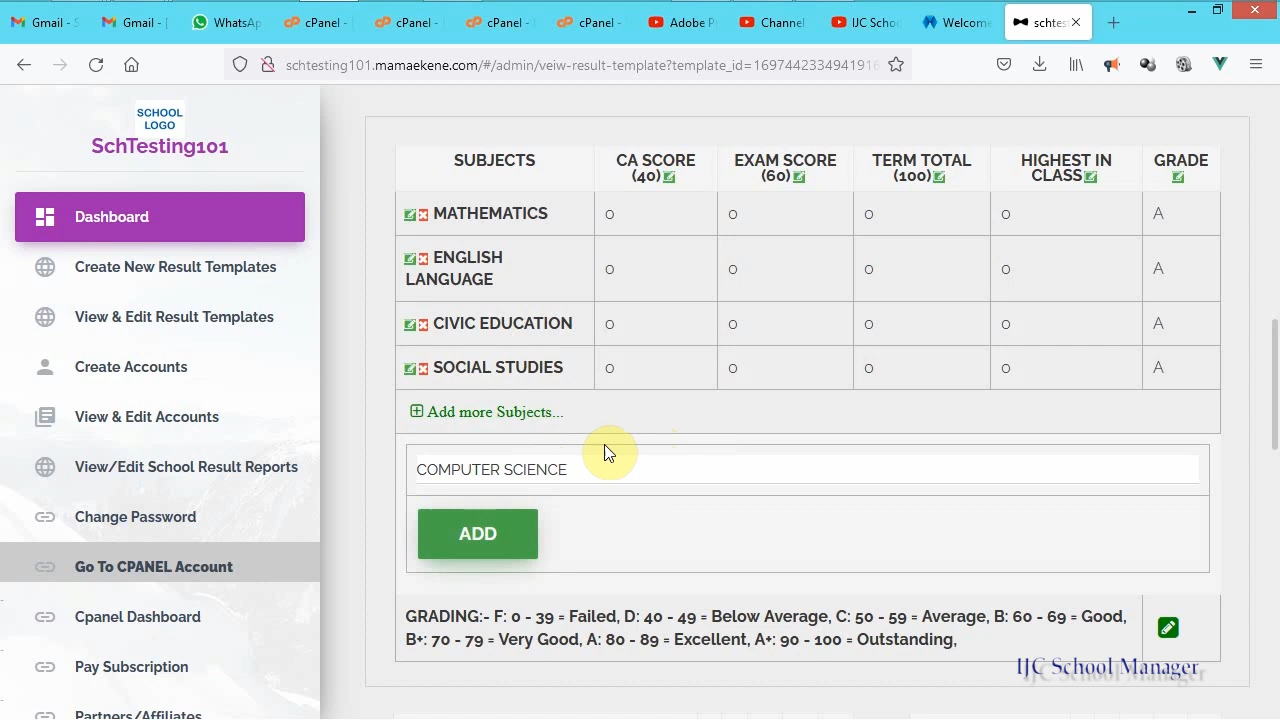 Gmail - S
Gmail - [
WhatsAp
cPanel -
cPanel -
cPanel -
cPanel -
Adobe P
Channel
IJC Schoo
Welcome
schtes
schtesting101.mamaekene.com/#/admin/veiw-result-template?template_id=1697442334941916
SCHOOL
LOGO
SchTesting101
Dashboard
Create New Result Templates
View & Edit Result Templates
Create Accounts
View & Edit Accounts
View/Edit School Result Reports
Change Password
Go To CPANEL Account
Cpanel Dashboard
Pay Subscription
Partners/Affiliates
SUBJECTS CA SCORE (40) EXAM SCORE (60) TERM TOTAL (100) HIGHEST IN CLASS GRADE
MATHEMATICS 0 0 0 0 A
ENGLISH LANGUAGE 0 0 0 0 A
CIVIC EDUCATION 0 0 0 0 A
SOCIAL STUDIES 0 0 0 0 A
Add more Subjects...
COMPUTER SCIENCE
ADD
GRADING:- F: 0 - 39 = Failed, D: 40 - 49 = Below Average, C: 50 - 59 = Average, B: 60 - 69 = Good,
B+: 70 - 79 = Very Good, A: 80 - 89 = Excellent, A+: 90 - 100 = Outstanding,
IJC School Manager